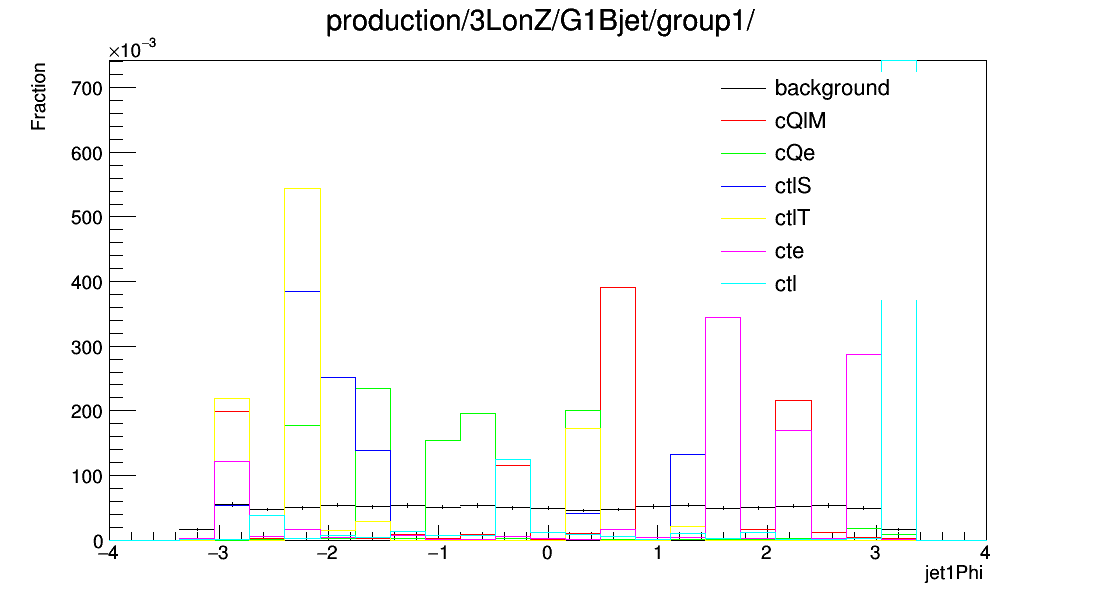 production/3LonZ/G1Bjet/group1/
×10⁻³
Fraction
700
600
500
400
300
200
100
0
background
cQlM
cQe
ctlS
ctlT
cte
ctl
−4 −3 −2 −1 0 1 2 3 4
jet1Phi